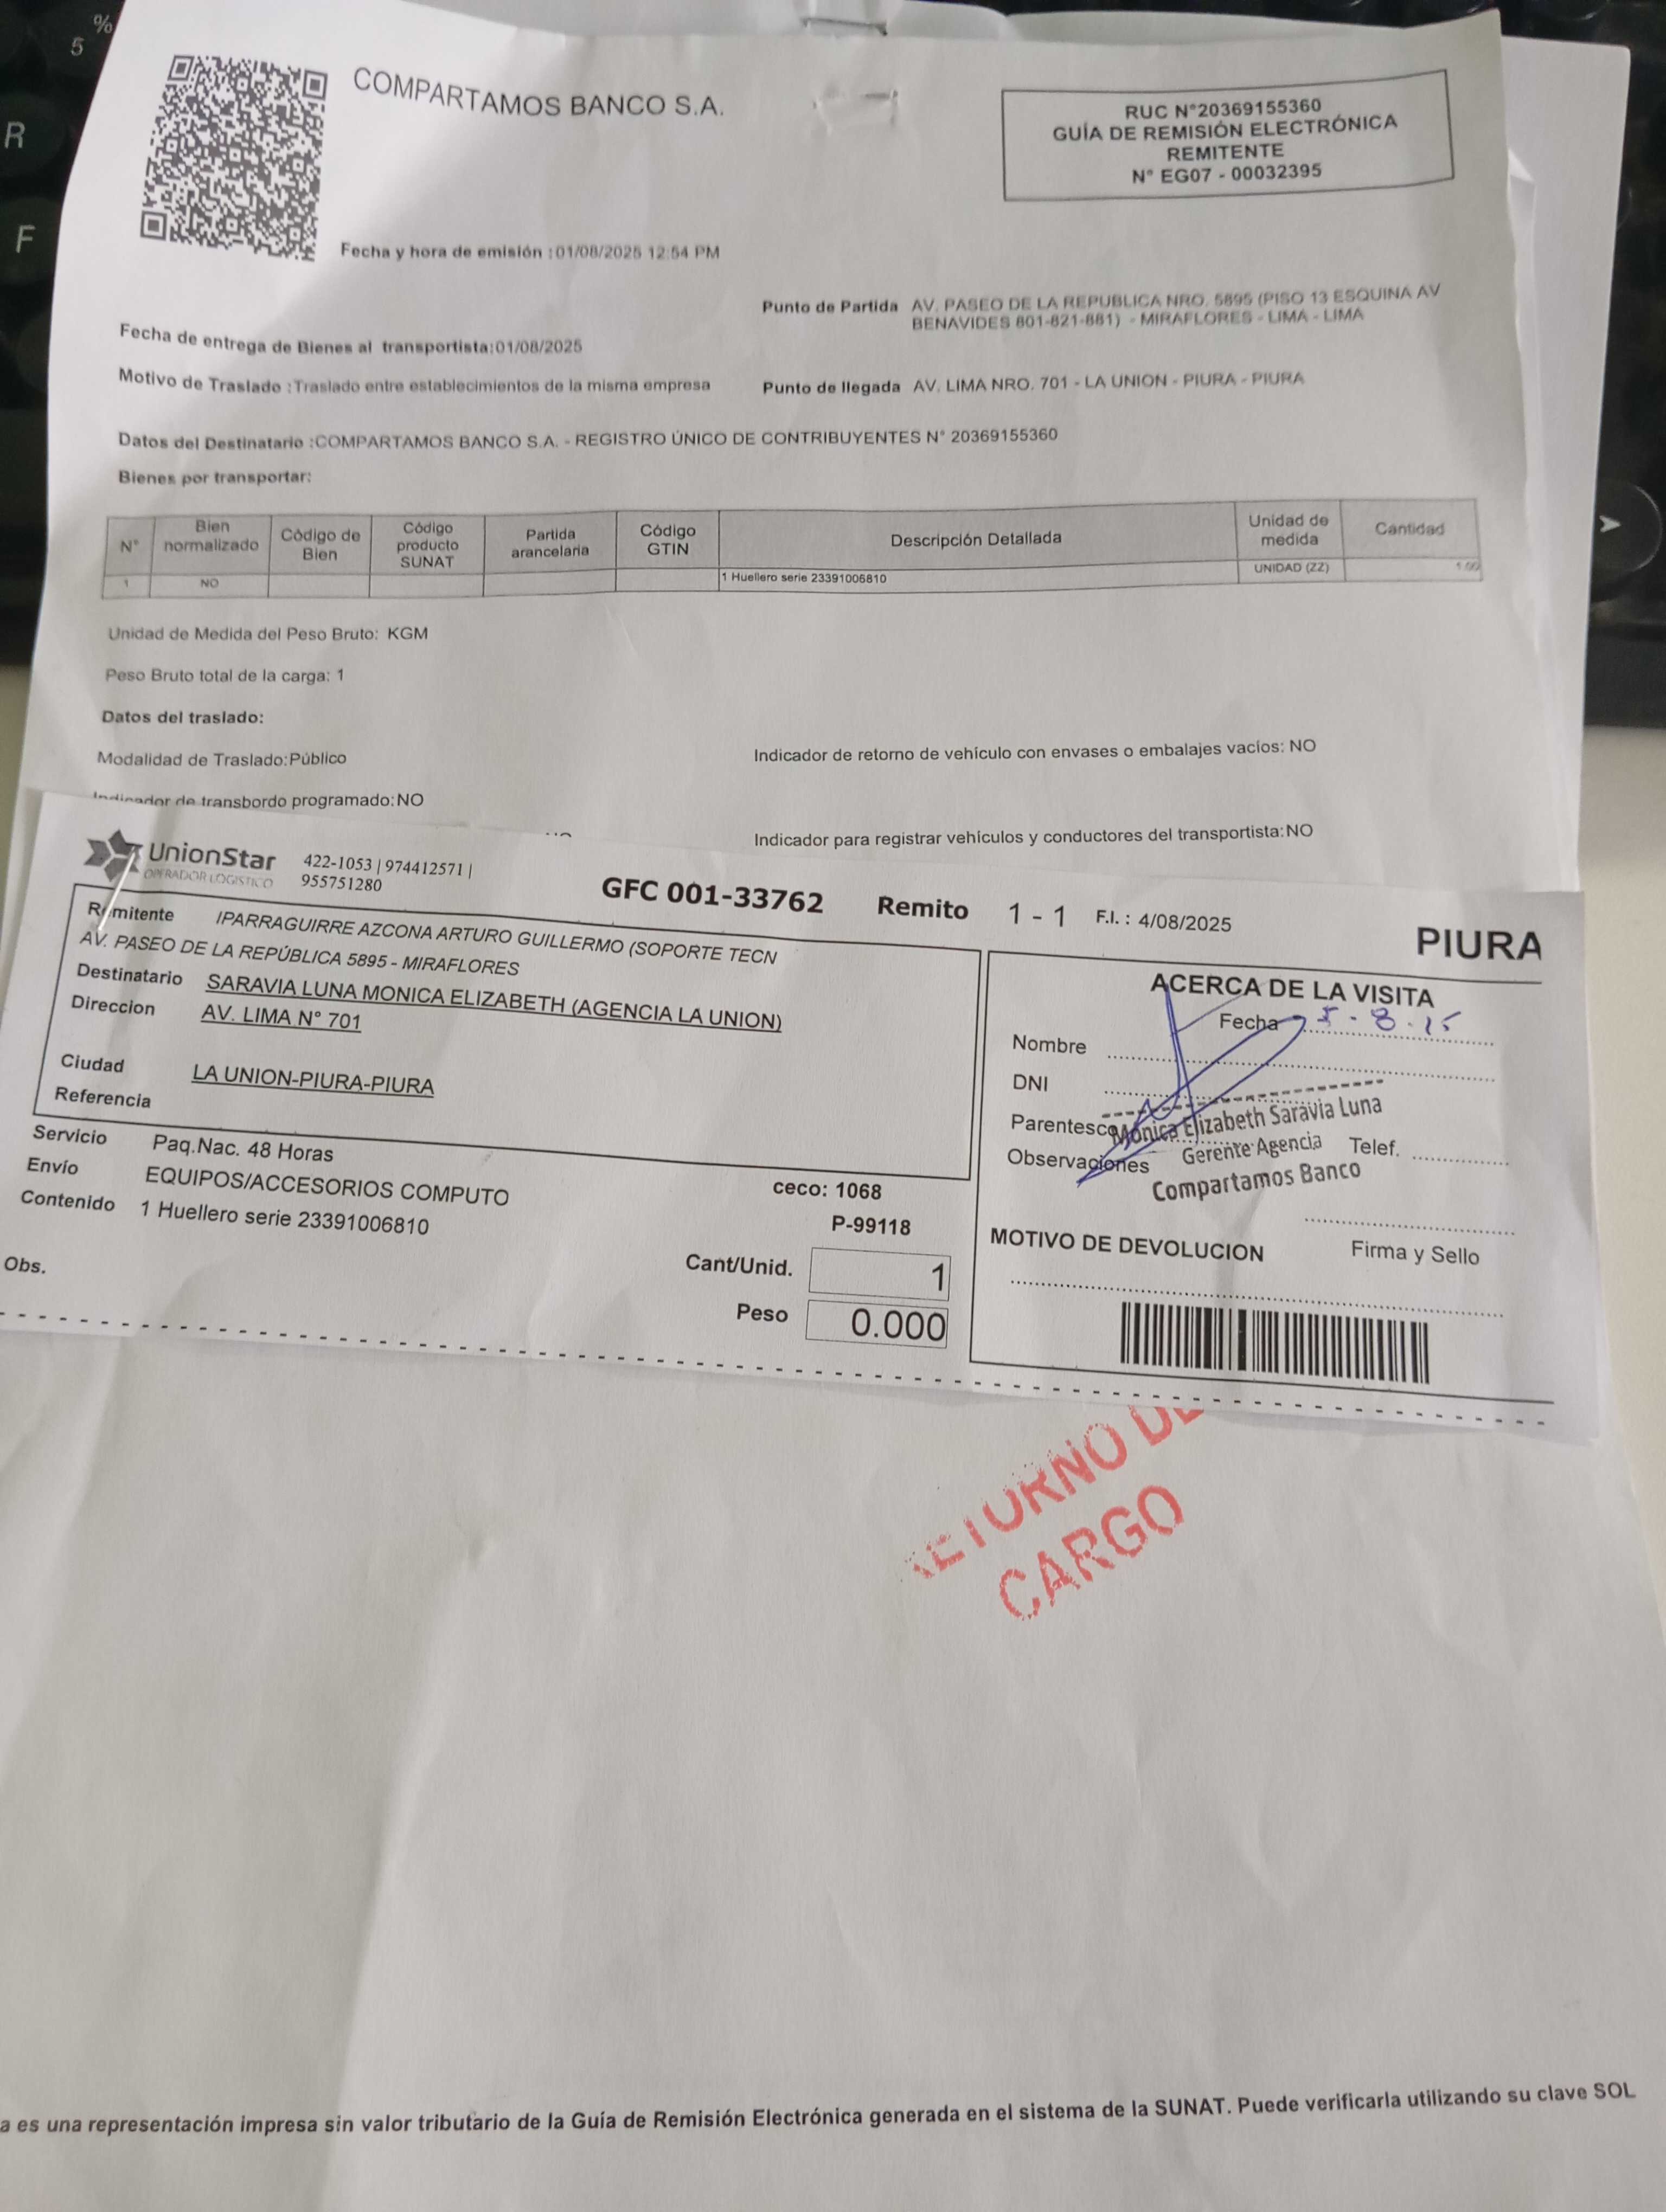 COMPARTAMOS BANCO S.A.
RUC N°20369155360
GUÍA DE REMISIÓN ELECTRÓNICA
REMITENTE
N° EG07 - 00032395
Fecha y hora de emisión :01/08/2025 12:54 PM
Punto de Partida AV. PASEO DE LA REPUBLICA NRO. 5895 (PISO 13 ESQUINA AV
BENAVIDES 801-821-881) - MIRAFLORES - LIMA - LIMA
Fecha de entrega de Bienes al transportista:01/08/2025
Motivo de Traslado :Traslado entre establecimientos de la misma empresa
Punto de llegada AV. LIMA NRO. 701 - LA UNION - PIURA - PIURA
Datos del Destinatario :COMPARTAMOS BANCO S.A. - REGISTRO ÚNICO DE CONTRIBUYENTES N° 20369155360
Bienes por transportar:
N° Bien normalizado Código de Bien Código producto SUNAT Partida arancelaria Código GTIN Descripción Detallada Unidad de medida Cantidad
1 NO 1 Huellero serie 23391006810 UNIDAD (ZZ) 1.00
Unidad de Medida del Peso Bruto: KGM
Peso Bruto total de la carga: 1
Datos del traslado:
Modalidad de Traslado:Público
Indicador de retorno de vehículo con envases o embalajes vacíos: NO
Indicador de transbordo programado:NO
Indicador para registrar vehículos y conductores del transportista:NO
UnionStar
OPERADOR LOGISTICO
422-1053 | 974412571 |
955751280
GFC 001-33762 Remito 1 - 1 F.I. : 4/08/2025
PIURA
Remitente IPARRAGUIRRE AZCONA ARTURO GUILLERMO (SOPORTE TECN
AV. PASEO DE LA REPÚBLICA 5895 - MIRAFLORES
Destinatario SARAVIA LUNA MONICA ELIZABETH (AGENCIA LA UNION)
Direccion AV. LIMA N° 701
Ciudad LA UNION-PIURA-PIURA
Referencia
Servicio Paq.Nac. 48 Horas
Envío EQUIPOS/ACCESORIOS COMPUTO
Contenido 1 Huellero serie 23391006810
Obs.
ceco: 1068
P-99118
Cant/Unid. 1
Peso 0.000
ACERCA DE LA VISITA
Fecha
Nombre
DNI
Parentesco
Monica Elizabeth Saravia Luna
Observaciones
Gerente Agencia
Telef.
Compartamos Banco
MOTIVO DE DEVOLUCION
Firma y Sello
RETORNO DE
CARGO
a es una representación impresa sin valor tributario de la Guía de Remisión Electrónica generada en el sistema de la SUNAT. Puede verificarla utilizando su clave SOL
%
5
R
F